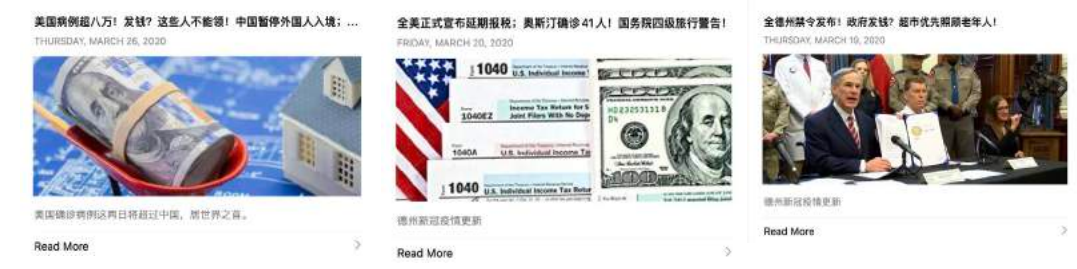 美国病例超八万！发钱？这些人不能领！中国暂停外国人入境；...
THURSDAY, MARCH 26, 2020
美国确诊病例这两日将超过中国，居世界之首。
Read More
全美正式宣布延期报税；奥斯汀确诊41人！国务院四级旅行警告！
FRIDAY, MARCH 20, 2020
1040
U.S. Individual Income
1040EZ
Income Tax Return for S
Joint Filers With No Dep
1040A
U.S. Individual Income Ta
1040
U.S. Individual Income
HD23253131B
D4
德州新冠疫情更新
Read More
全德州禁令发布！政府发钱？超市优先照顾老年人！
THURSDAY, MARCH 19, 2020
德州新冠疫情更新
Read More